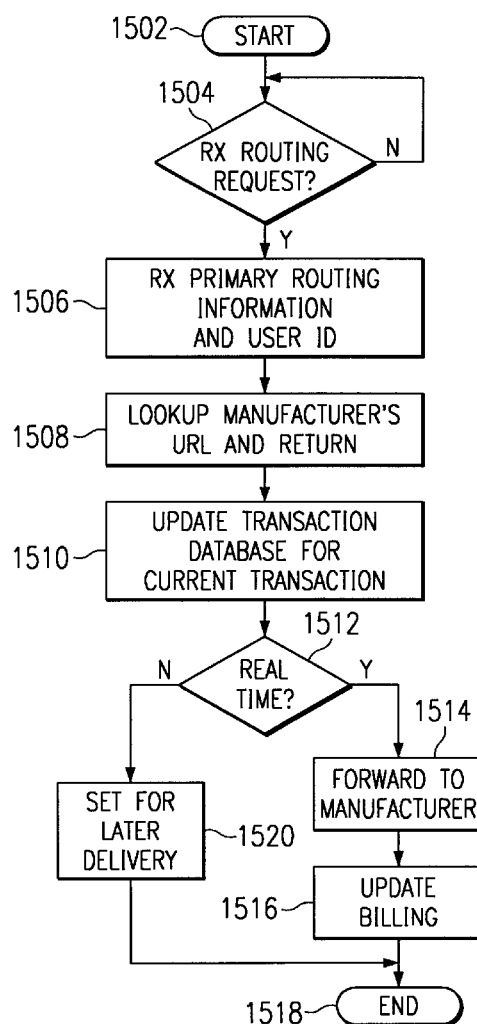 1502
START
1504
RX ROUTING
REQUEST?
N
Y
1506
RX PRIMARY ROUTING
INFORMATION
AND USER ID
1508
LOOKUP MANUFACTURER'S
URL AND RETURN
1510
UPDATE TRANSACTION
DATABASE FOR
CURRENT TRANSACTION
1512
N
REAL
TIME?
Y
1514
FORWARD TO
MANUFACTURER
SET FOR
LATER
DELIVERY
1520
1516
UPDATE
BILLING
1518
END